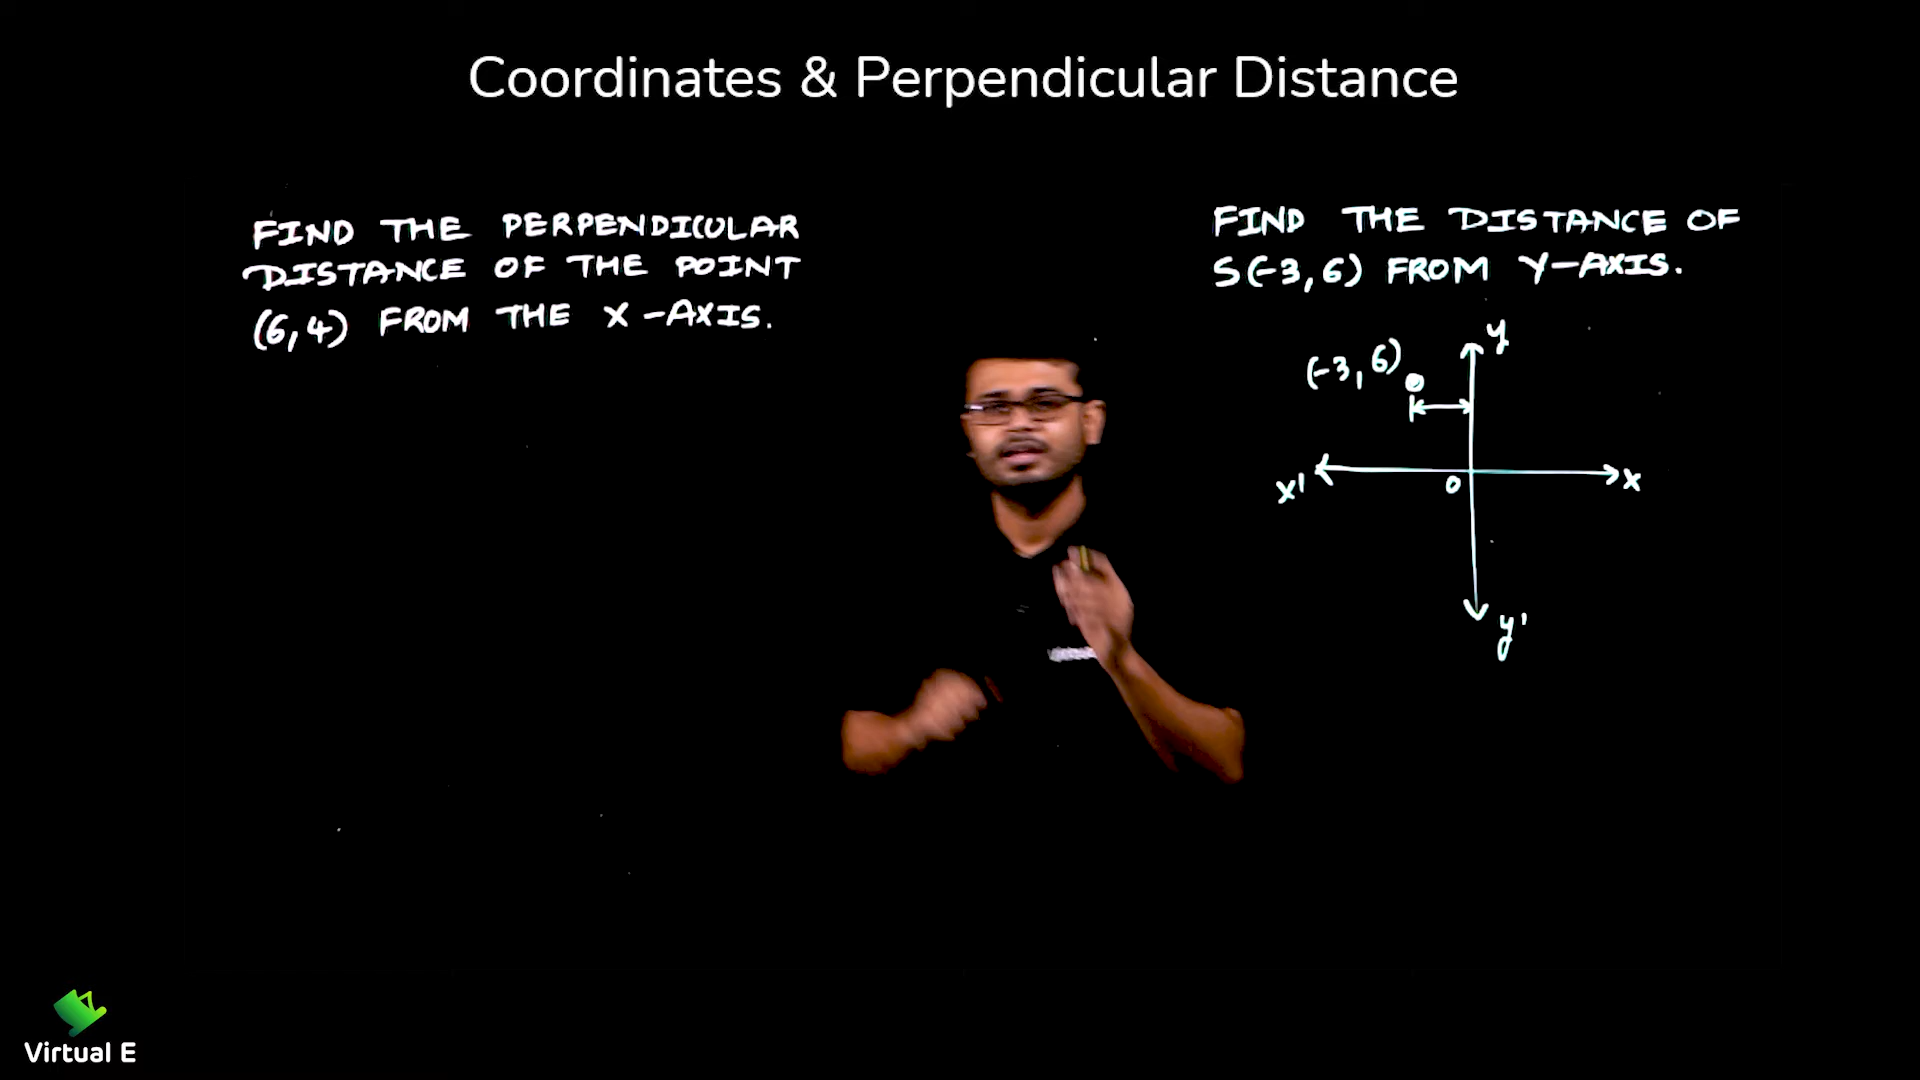 Coordinates & Perpendicular Distance
FIND THE PERPENDICULAR
DISTANCE OF THE POINT
(6,4) FROM THE X-AXIS.
FIND THE DISTANCE OF
S(-3,6) FROM Y-AXIS.
y
(-3,6)
x'
o
x
y'
Virtual E